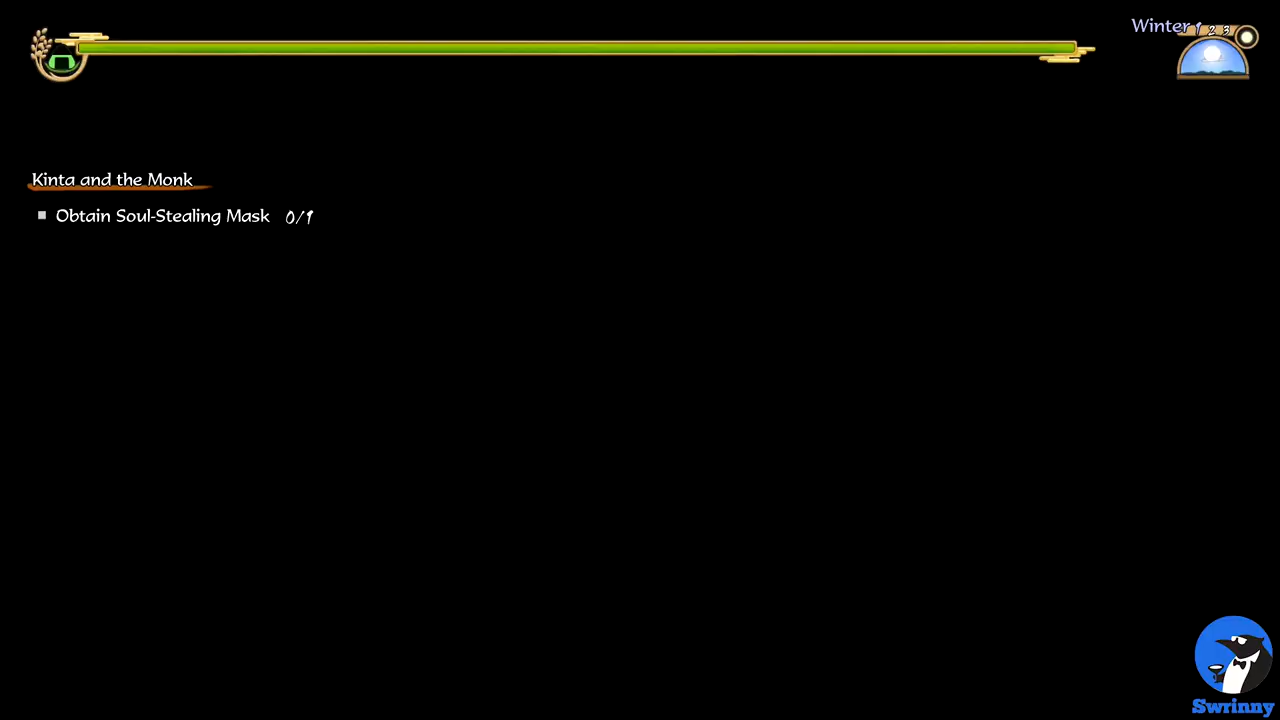 Winter 1 2 3
Kinta and the Monk
Obtain Soul-Stealing Mask 0/1
Swrinny